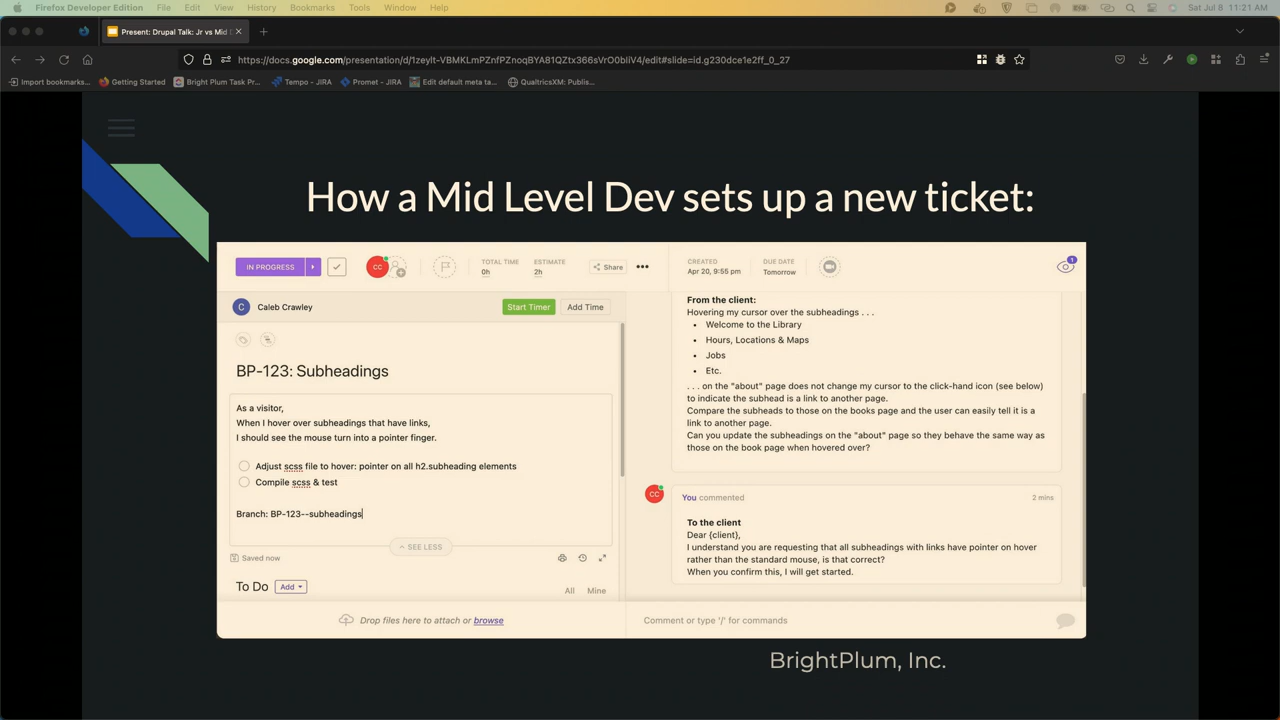 Firefox Developer Edition File Edit View History Bookmarks Tools Window Help Sat Jul 8 11:21 AM
Present: Drupal Talk: Jr vs Mid
https://docs.google.com/presentation/d/1zeylt-VBMKLmPZnfPZnoqBYA81QZtx366sVrO0bliV4/edit#slide=id.g230dce1e2ff_0_27
Import bookmarks... Getting Started Bright Plum Task Pr... Tempo - JIRA Promet - JIRA Edit default meta ta... QualtricsXM: Publis...
How a Mid Level Dev sets up a new ticket:
IN PROGRESS
CC
TOTAL TIME
0h
ESTIMATE
2h
Share
CREATED
Apr 20, 9:55 pm
DUE DATE
Tomorrow
1
C Caleb Crawley
Start Timer
Add Time
BP-123: Subheadings
As a visitor,
When I hover over subheadings that have links,
I should see the mouse turn into a pointer finger.
Adjust scss file to hover: pointer on all h2.subheading elements
Compile scss & test
Branch: BP-123--subheadings
SEE LESS
Saved now
To Do Add All Mine
Drop files here to attach or browse
From the client:
Hovering my cursor over the subheadings . . .
• Welcome to the Library
• Hours, Locations & Maps
• Jobs
• Etc.
. . . on the "about" page does not change my cursor to the click-hand icon (see below)
to indicate the subhead is a link to another page.
Compare the subheads to those on the books page and the user can easily tell it is a
link to another page.
Can you update the subheadings on the "about" page so they behave the same way as
those on the book page when hovered over?
CC
You commented 2 mins
To the client
Dear {client},
I understand you are requesting that all subheadings with links have pointer on hover
rather than the standard mouse, is that correct?
When you confirm this, I will get started.
Comment or type '/' for commands
BrightPlum, Inc.